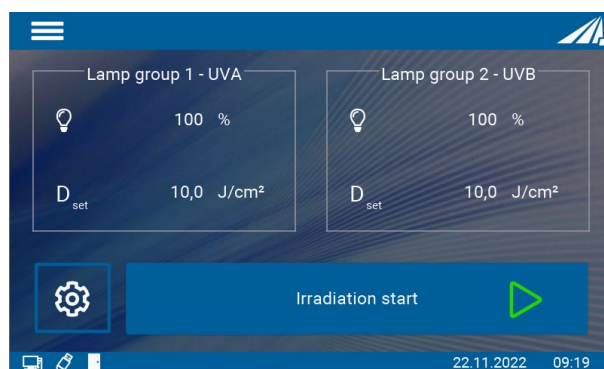 Lamp group 1 - UVA
100 %
D set 10,0 J/cm²
Lamp group 2 - UVB
100 %
D set 10,0 J/cm²
Irradiation start
22.11.2022 09:19